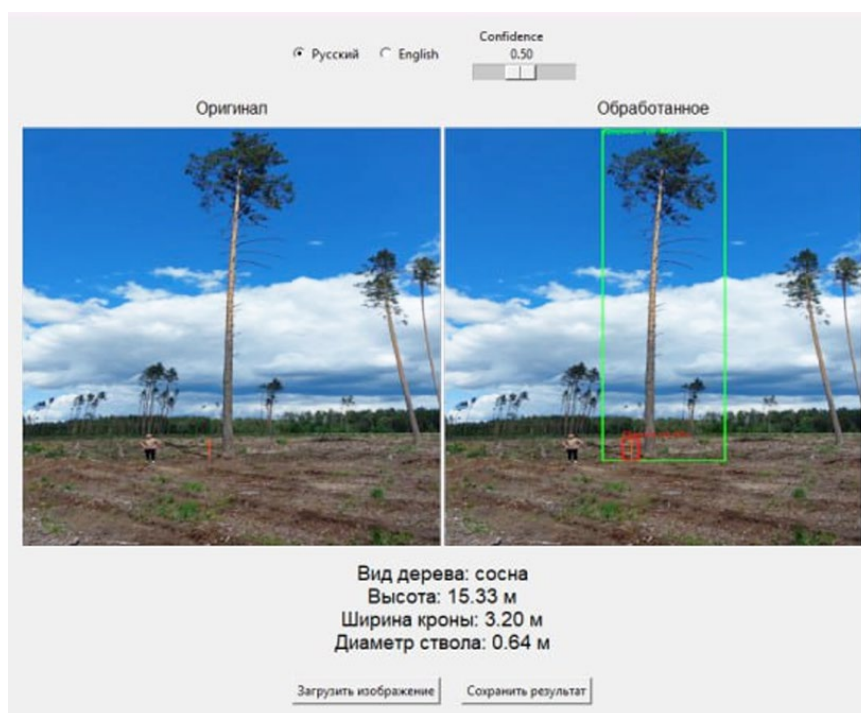 Русский English Confidence
0.50
Оригинал Обработанное
Вид дерева: сосна
Высота: 15.33 м
Ширина кроны: 3.20 м
Диаметр ствола: 0.64 м
Загрузить изображение Сохранить результат